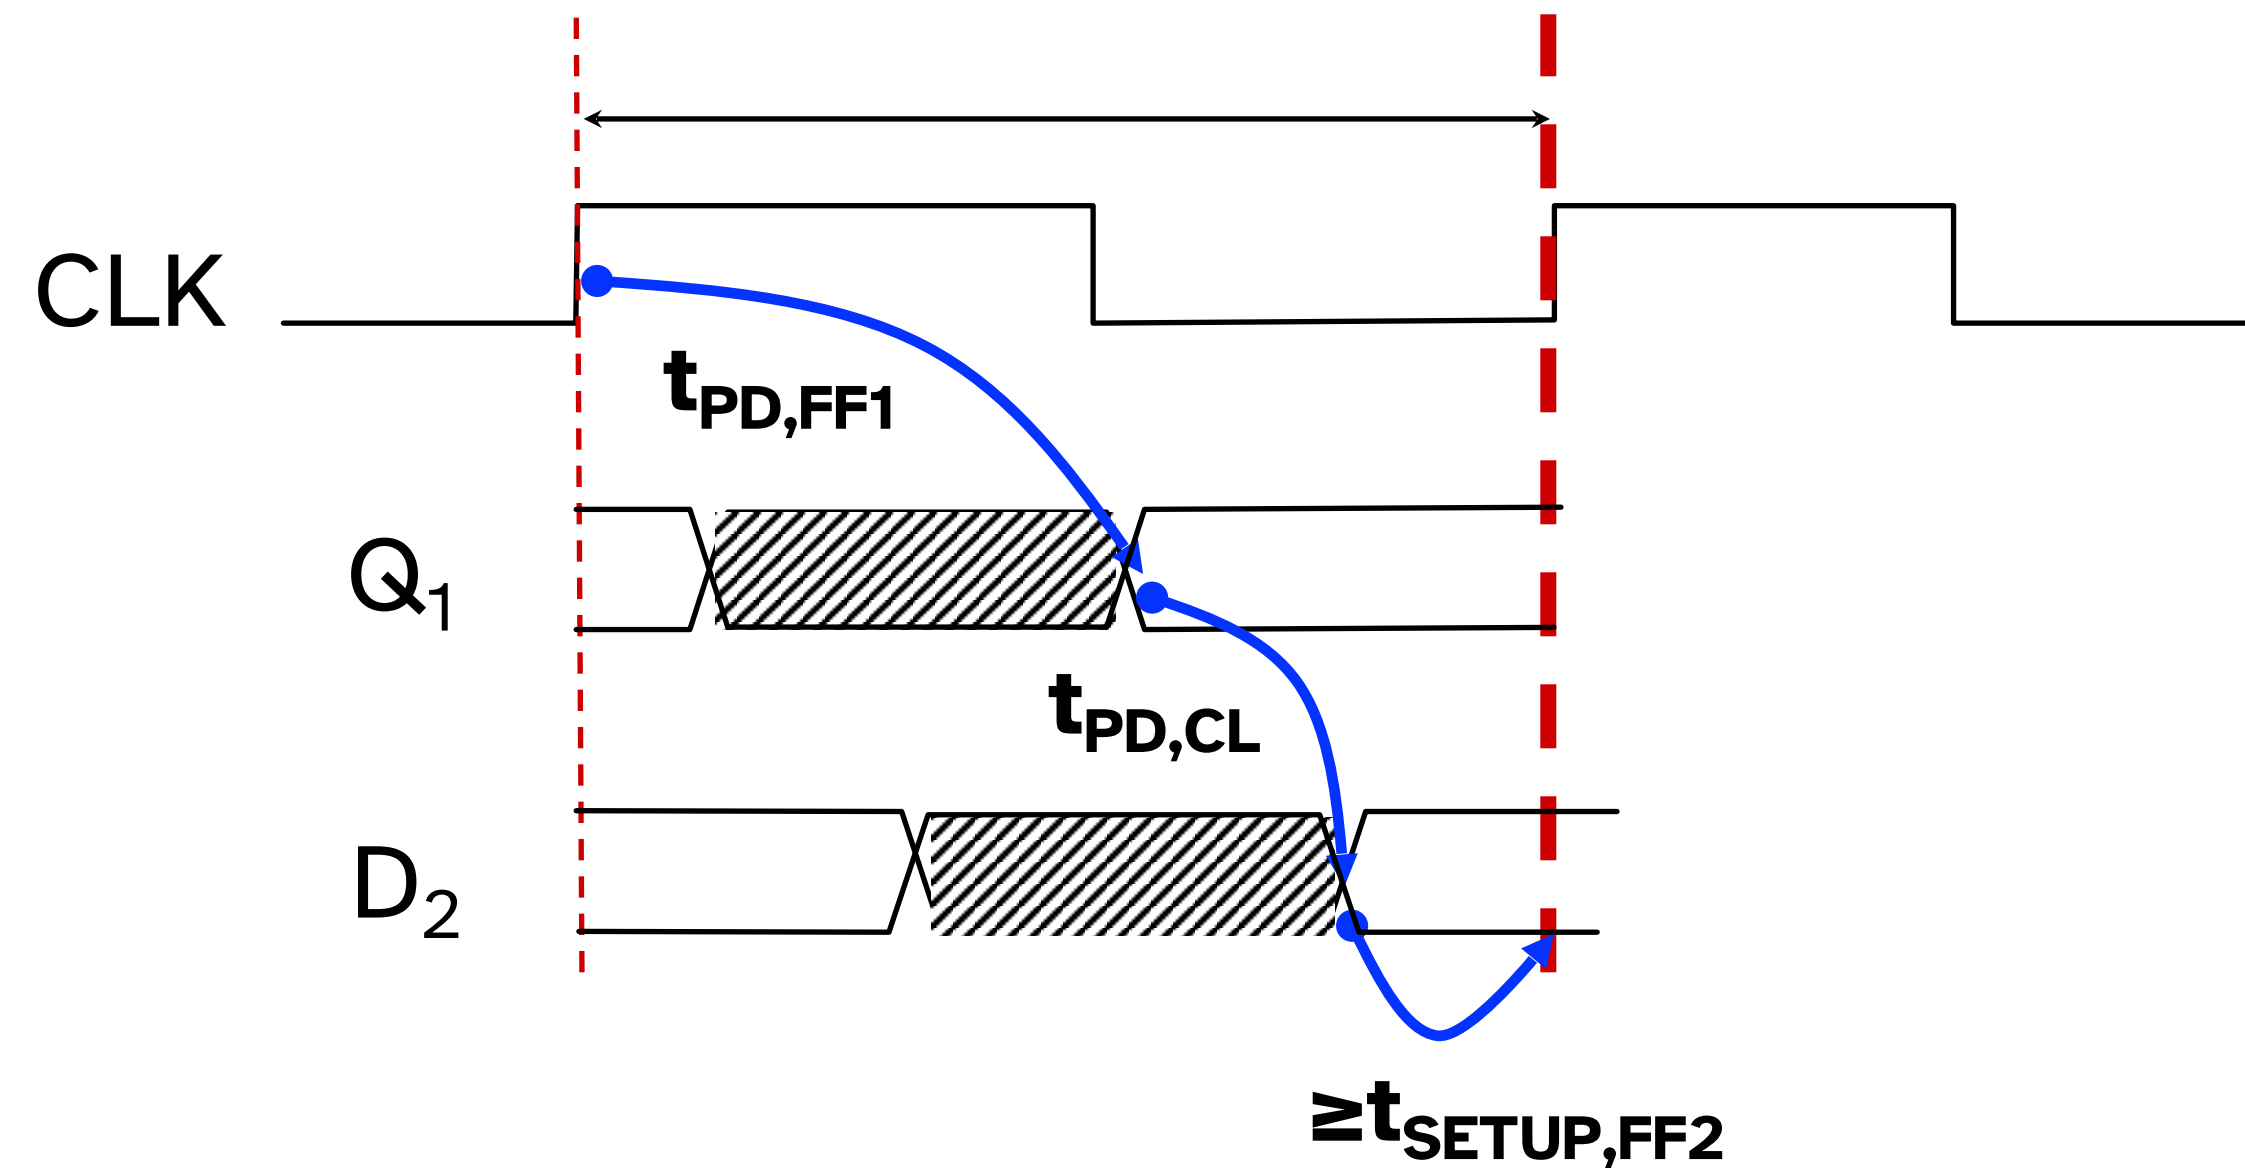 CLK
tPD,FF1
Q1
tPD,CL
D2
≥tSETUP,FF2